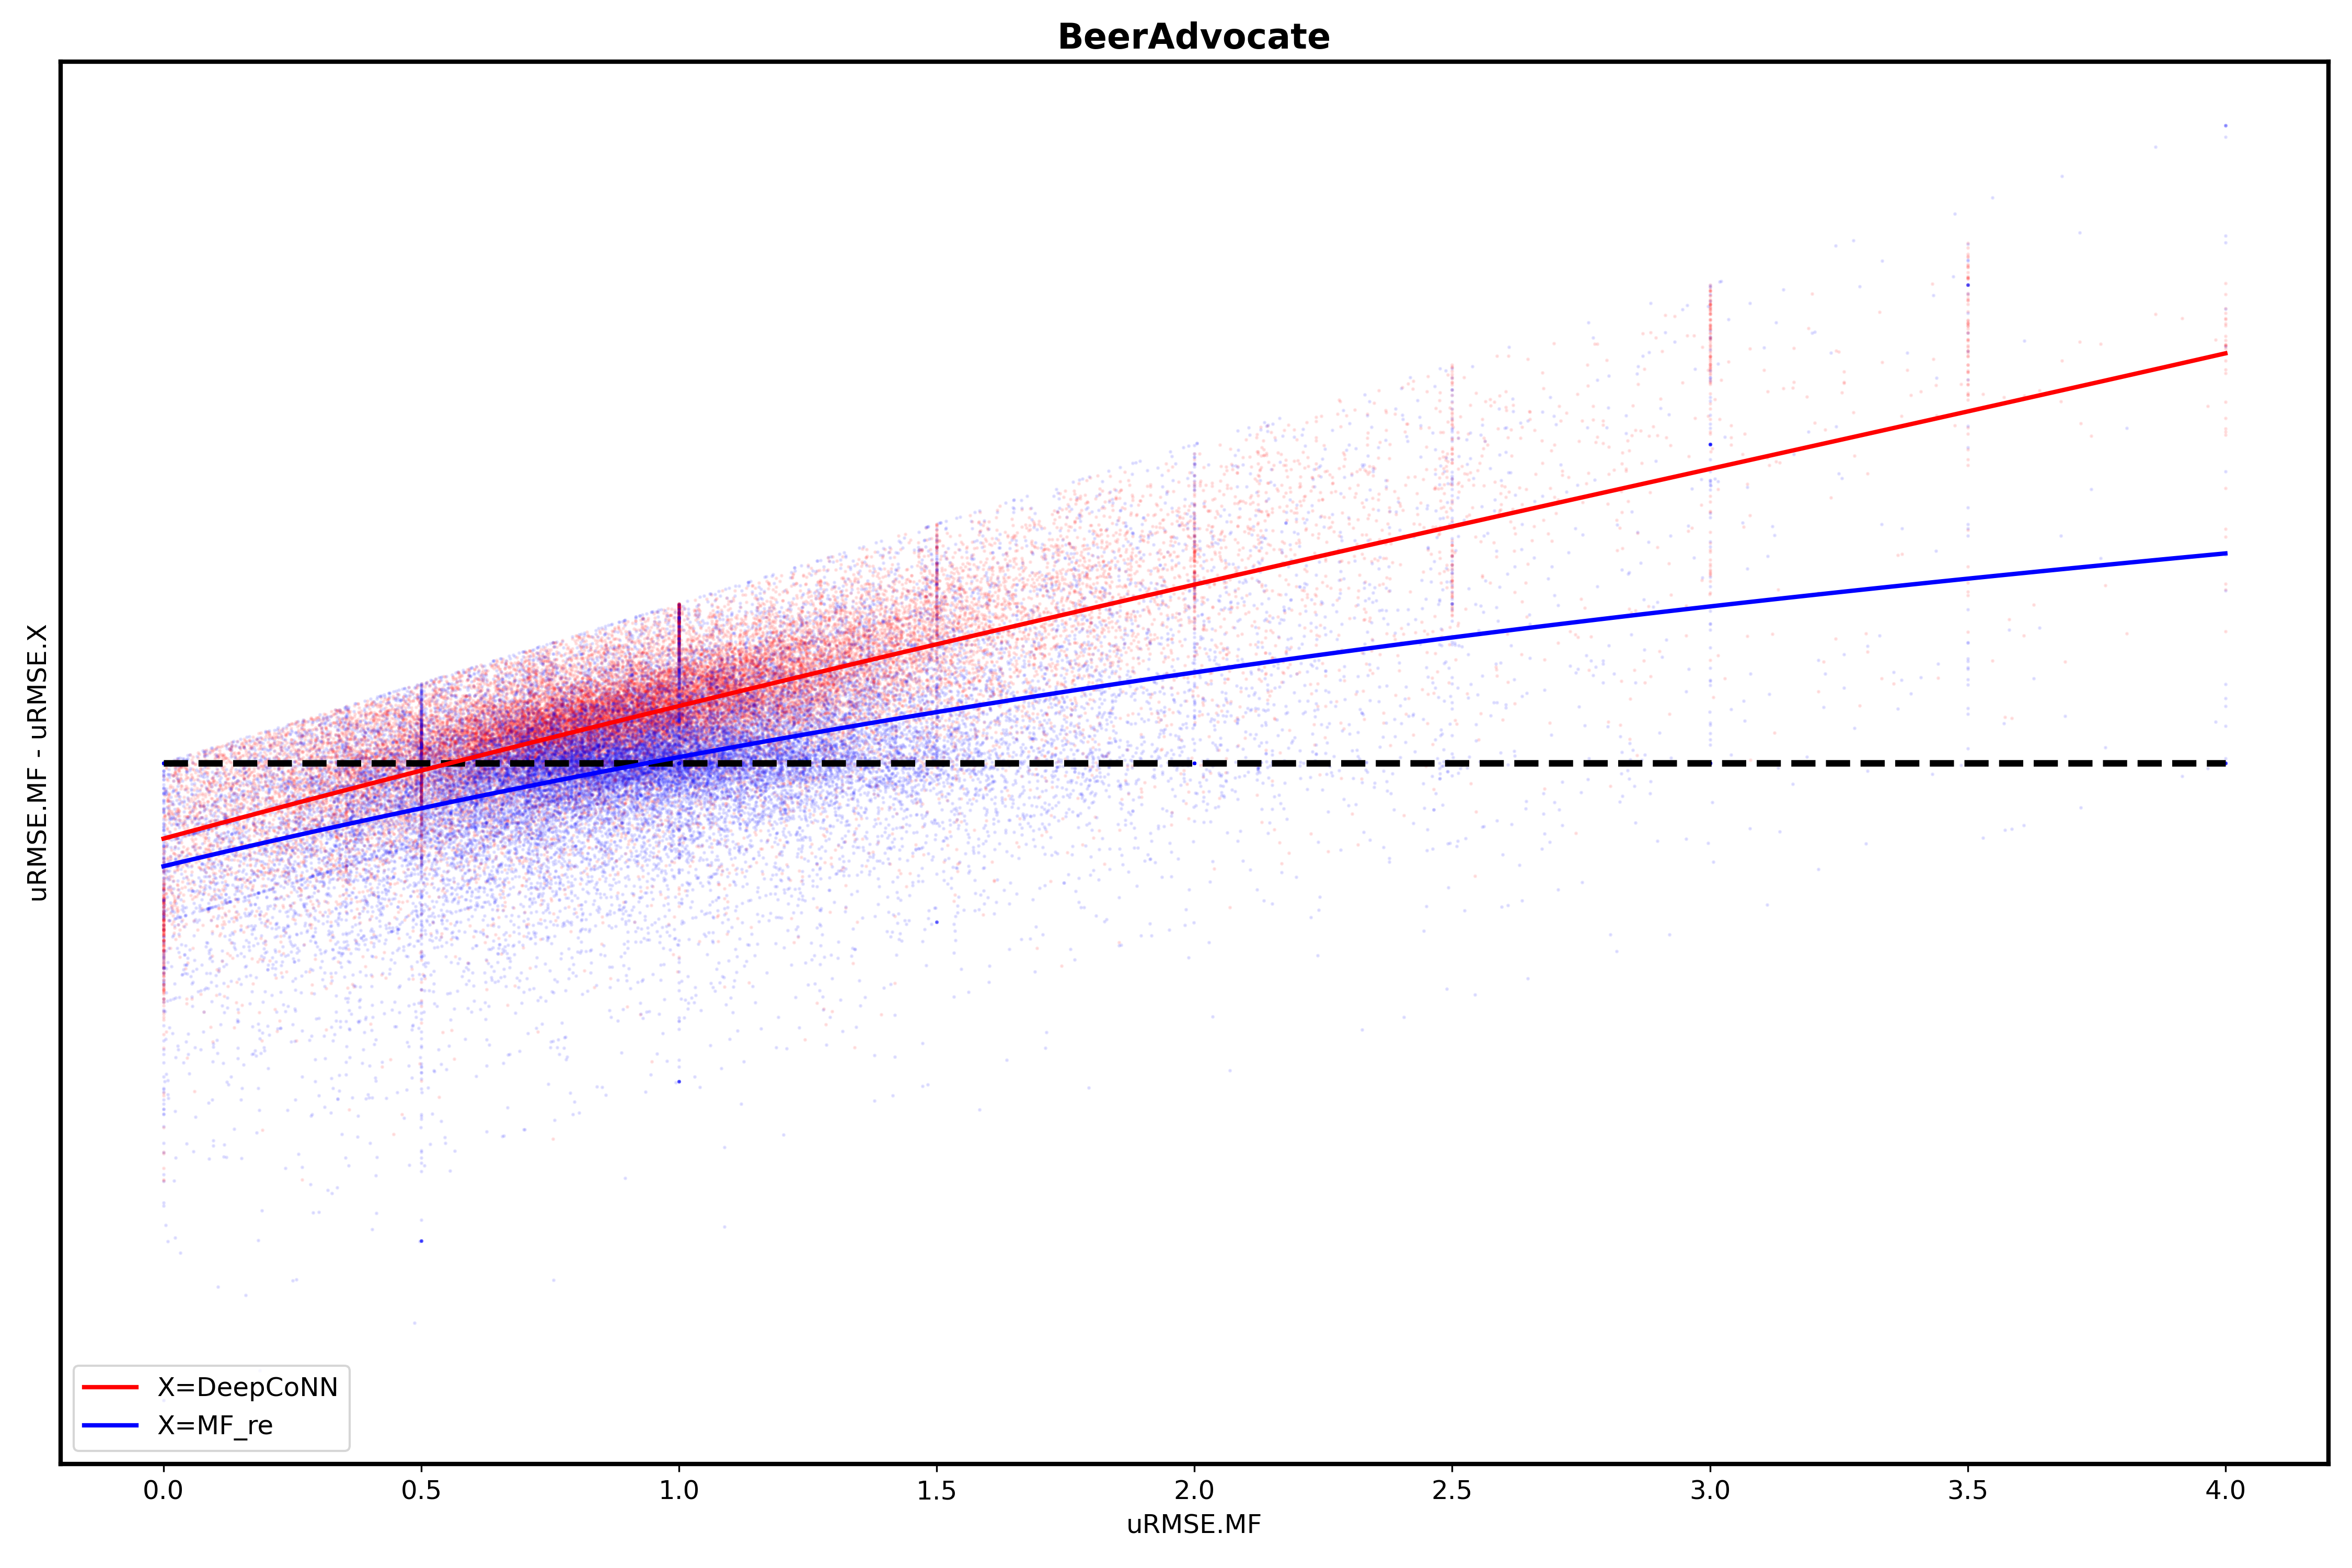 BeerAdvocate
uRMSE.MF - uRMSE.X
X=DeepCoNN
X=MF_re
0.0 0.5 1.0 1.5 2.0 2.5 3.0 3.5 4.0
uRMSE.MF